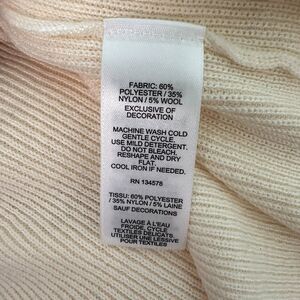 FABRIC: 60%
POLYESTER / 35%
NYLON / 5% WOOL
EXCLUSIVE OF
DECORATION
MACHINE WASH COLD
GENTLE CYCLE.
USE MILD DETERGENT.
DO NOT BLEACH.
RESHAPE AND DRY
FLAT.
COOL IRON IF NEEDED.
RN 134578
TISSU: 60% POLYESTER
/ 35% NYLON / 5% LAINE
SAUF DECORATIONS
LAVAGE À L'EAU
FROIDE, CYCLE
TEXTILES DELICATS.
UTILISER UNE LESSIVE
POUR TEXTILES